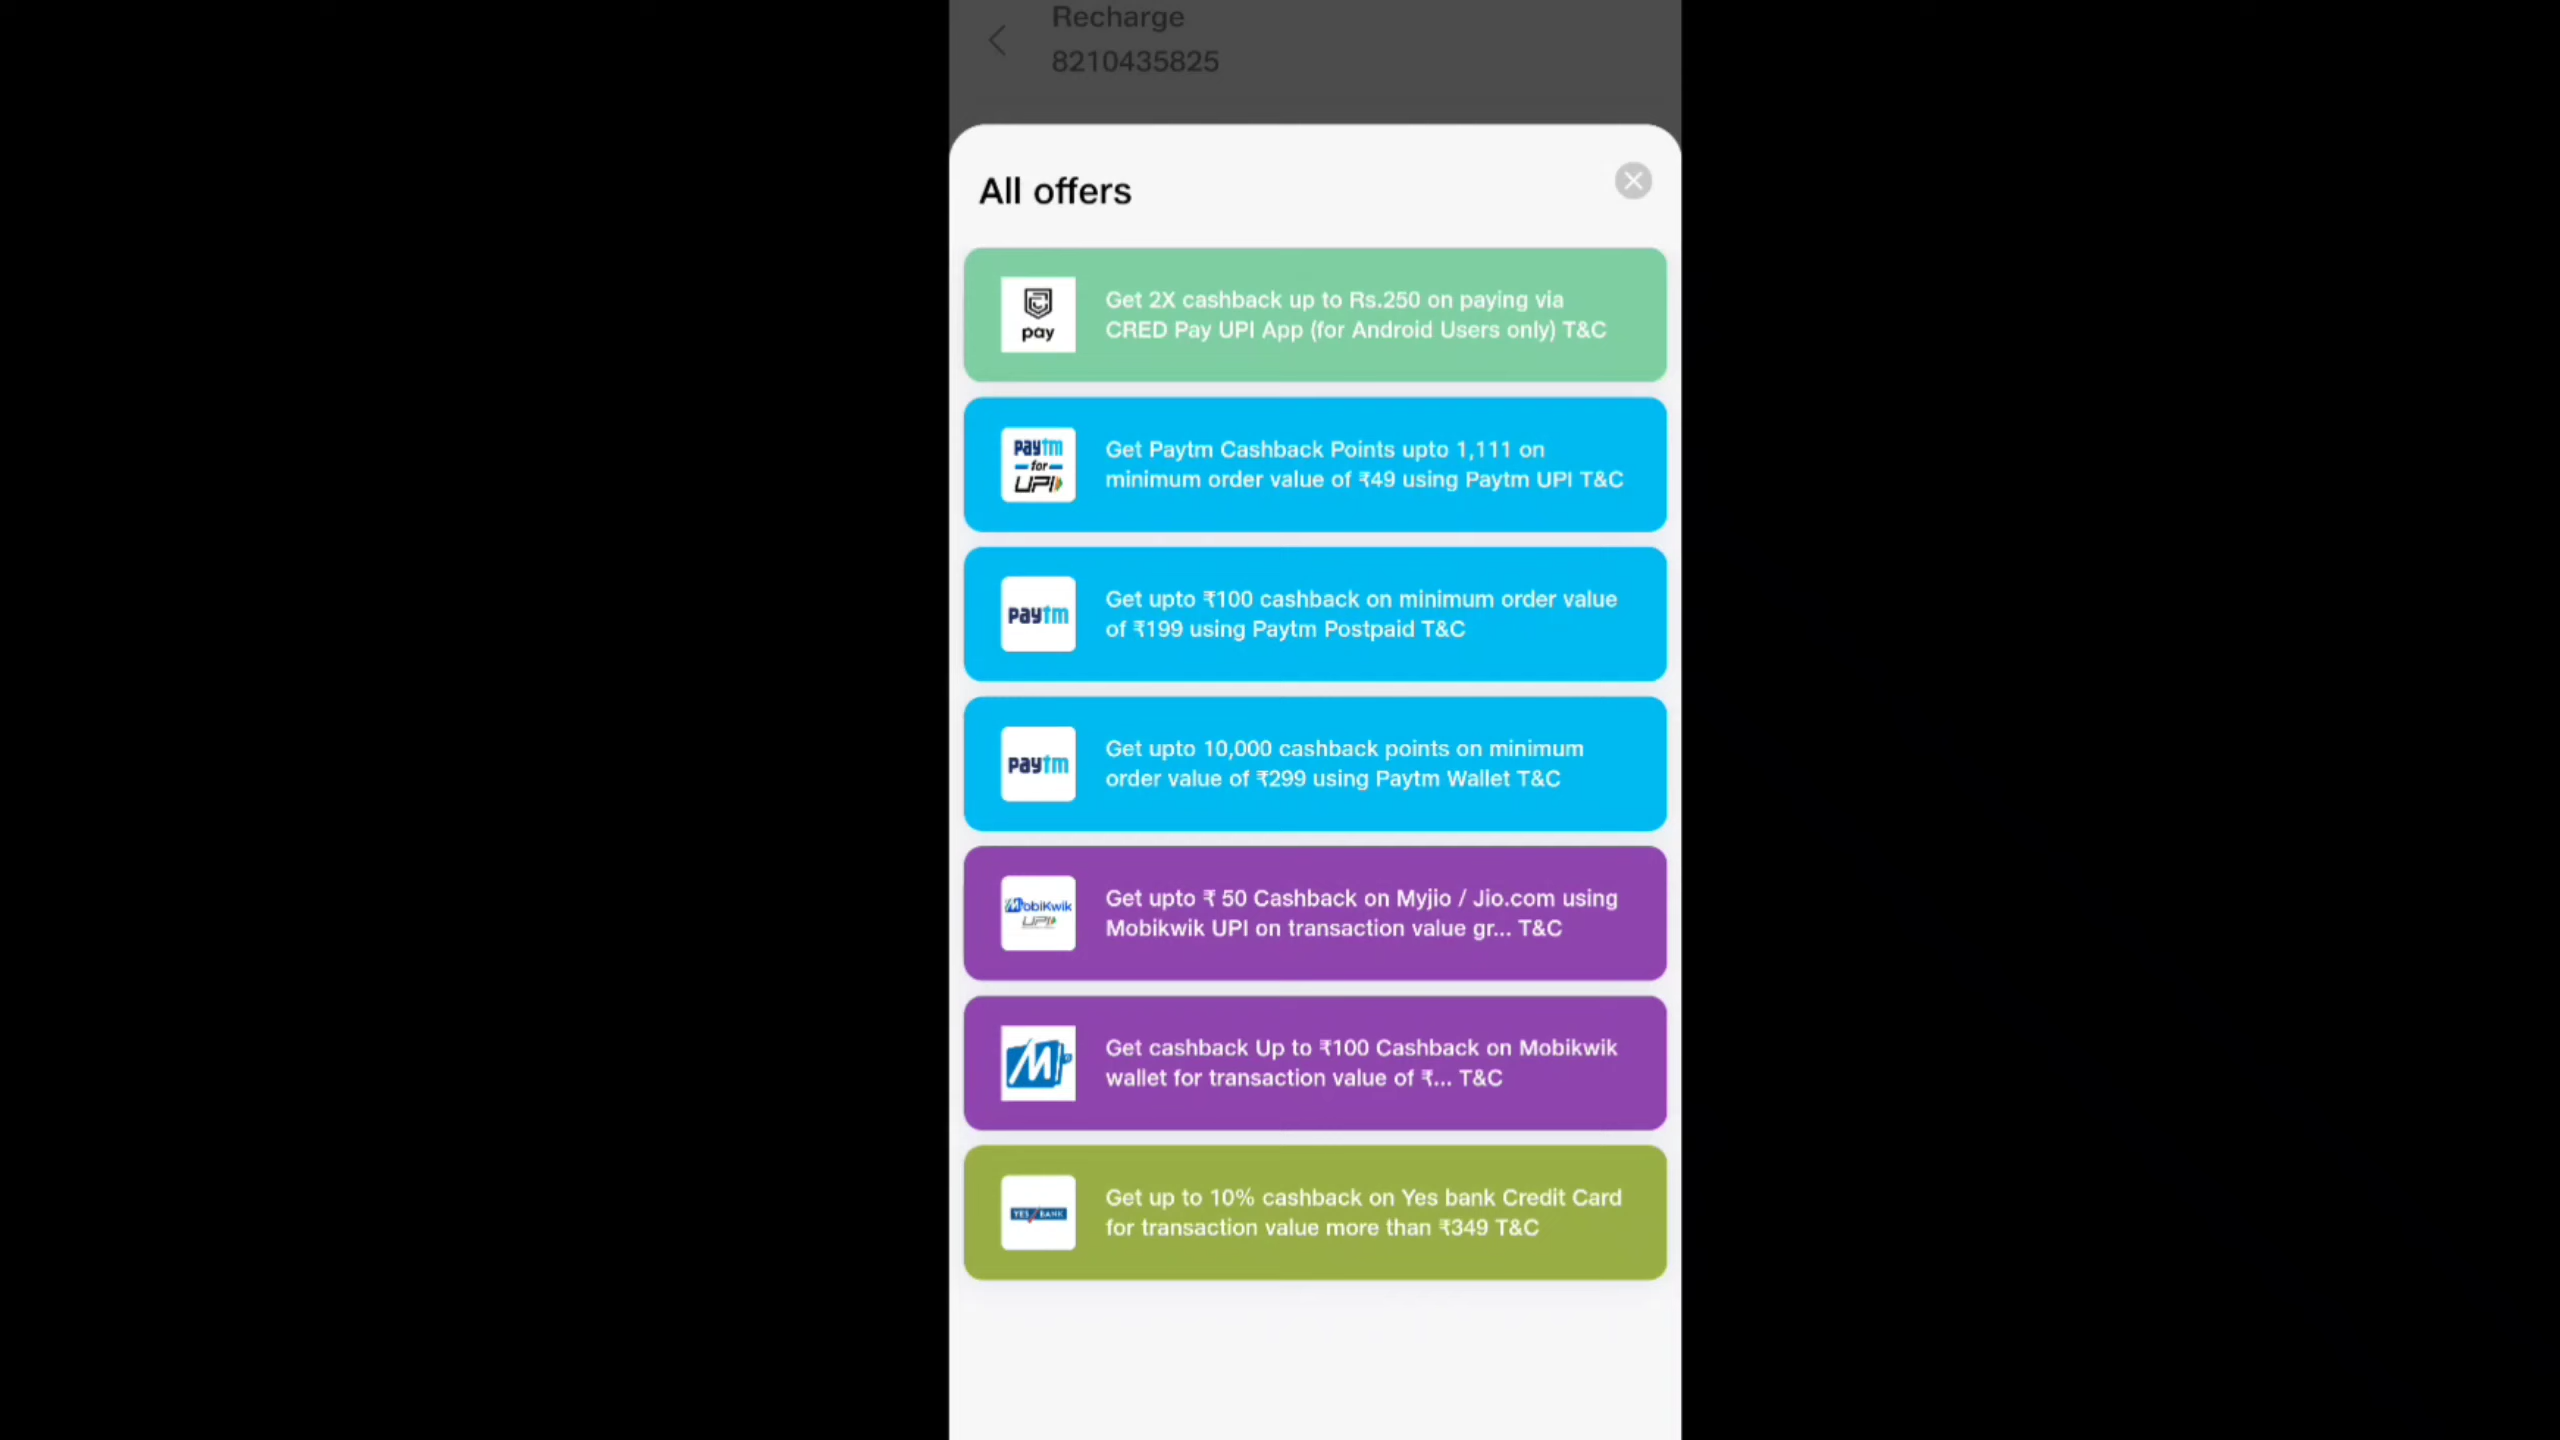 Recharge
8210435825
All offers
pay
Get 2X cashback up to Rs.250 on paying via
CRED Pay UPI App (for Android Users only) T&C
paytm
for
UPI
Get Paytm Cashback Points upto 1,111 on
minimum order value of ₹49 using Paytm UPI T&C
paytm
Get upto ₹100 cashback on minimum order value
of ₹199 using Paytm Postpaid T&C
paytm
Get upto 10,000 cashback points on minimum
order value of ₹299 using Paytm Wallet T&C
MobiKwik
UPI
Get upto ₹ 50 Cashback on Myjio / Jio.com using
Mobikwik UPI on transaction value gr... T&C
M
Get cashback Up to ₹100 Cashback on Mobikwik
wallet for transaction value of ₹... T&C
YES BANK
Get up to 10% cashback on Yes bank Credit Card
for transaction value more than ₹349 T&C